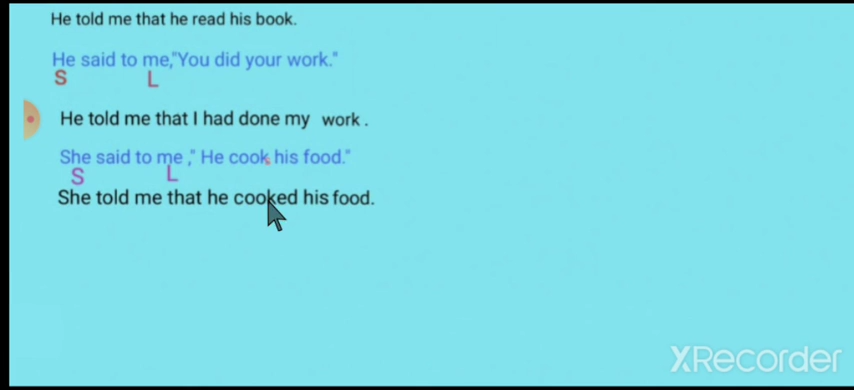 He told me that he read his book.
He said to me,"You did your work."
S L
He told me that I had done my work .
She said to me ," He cook his food."
S L
She told me that he cooked his food.
XRecorder